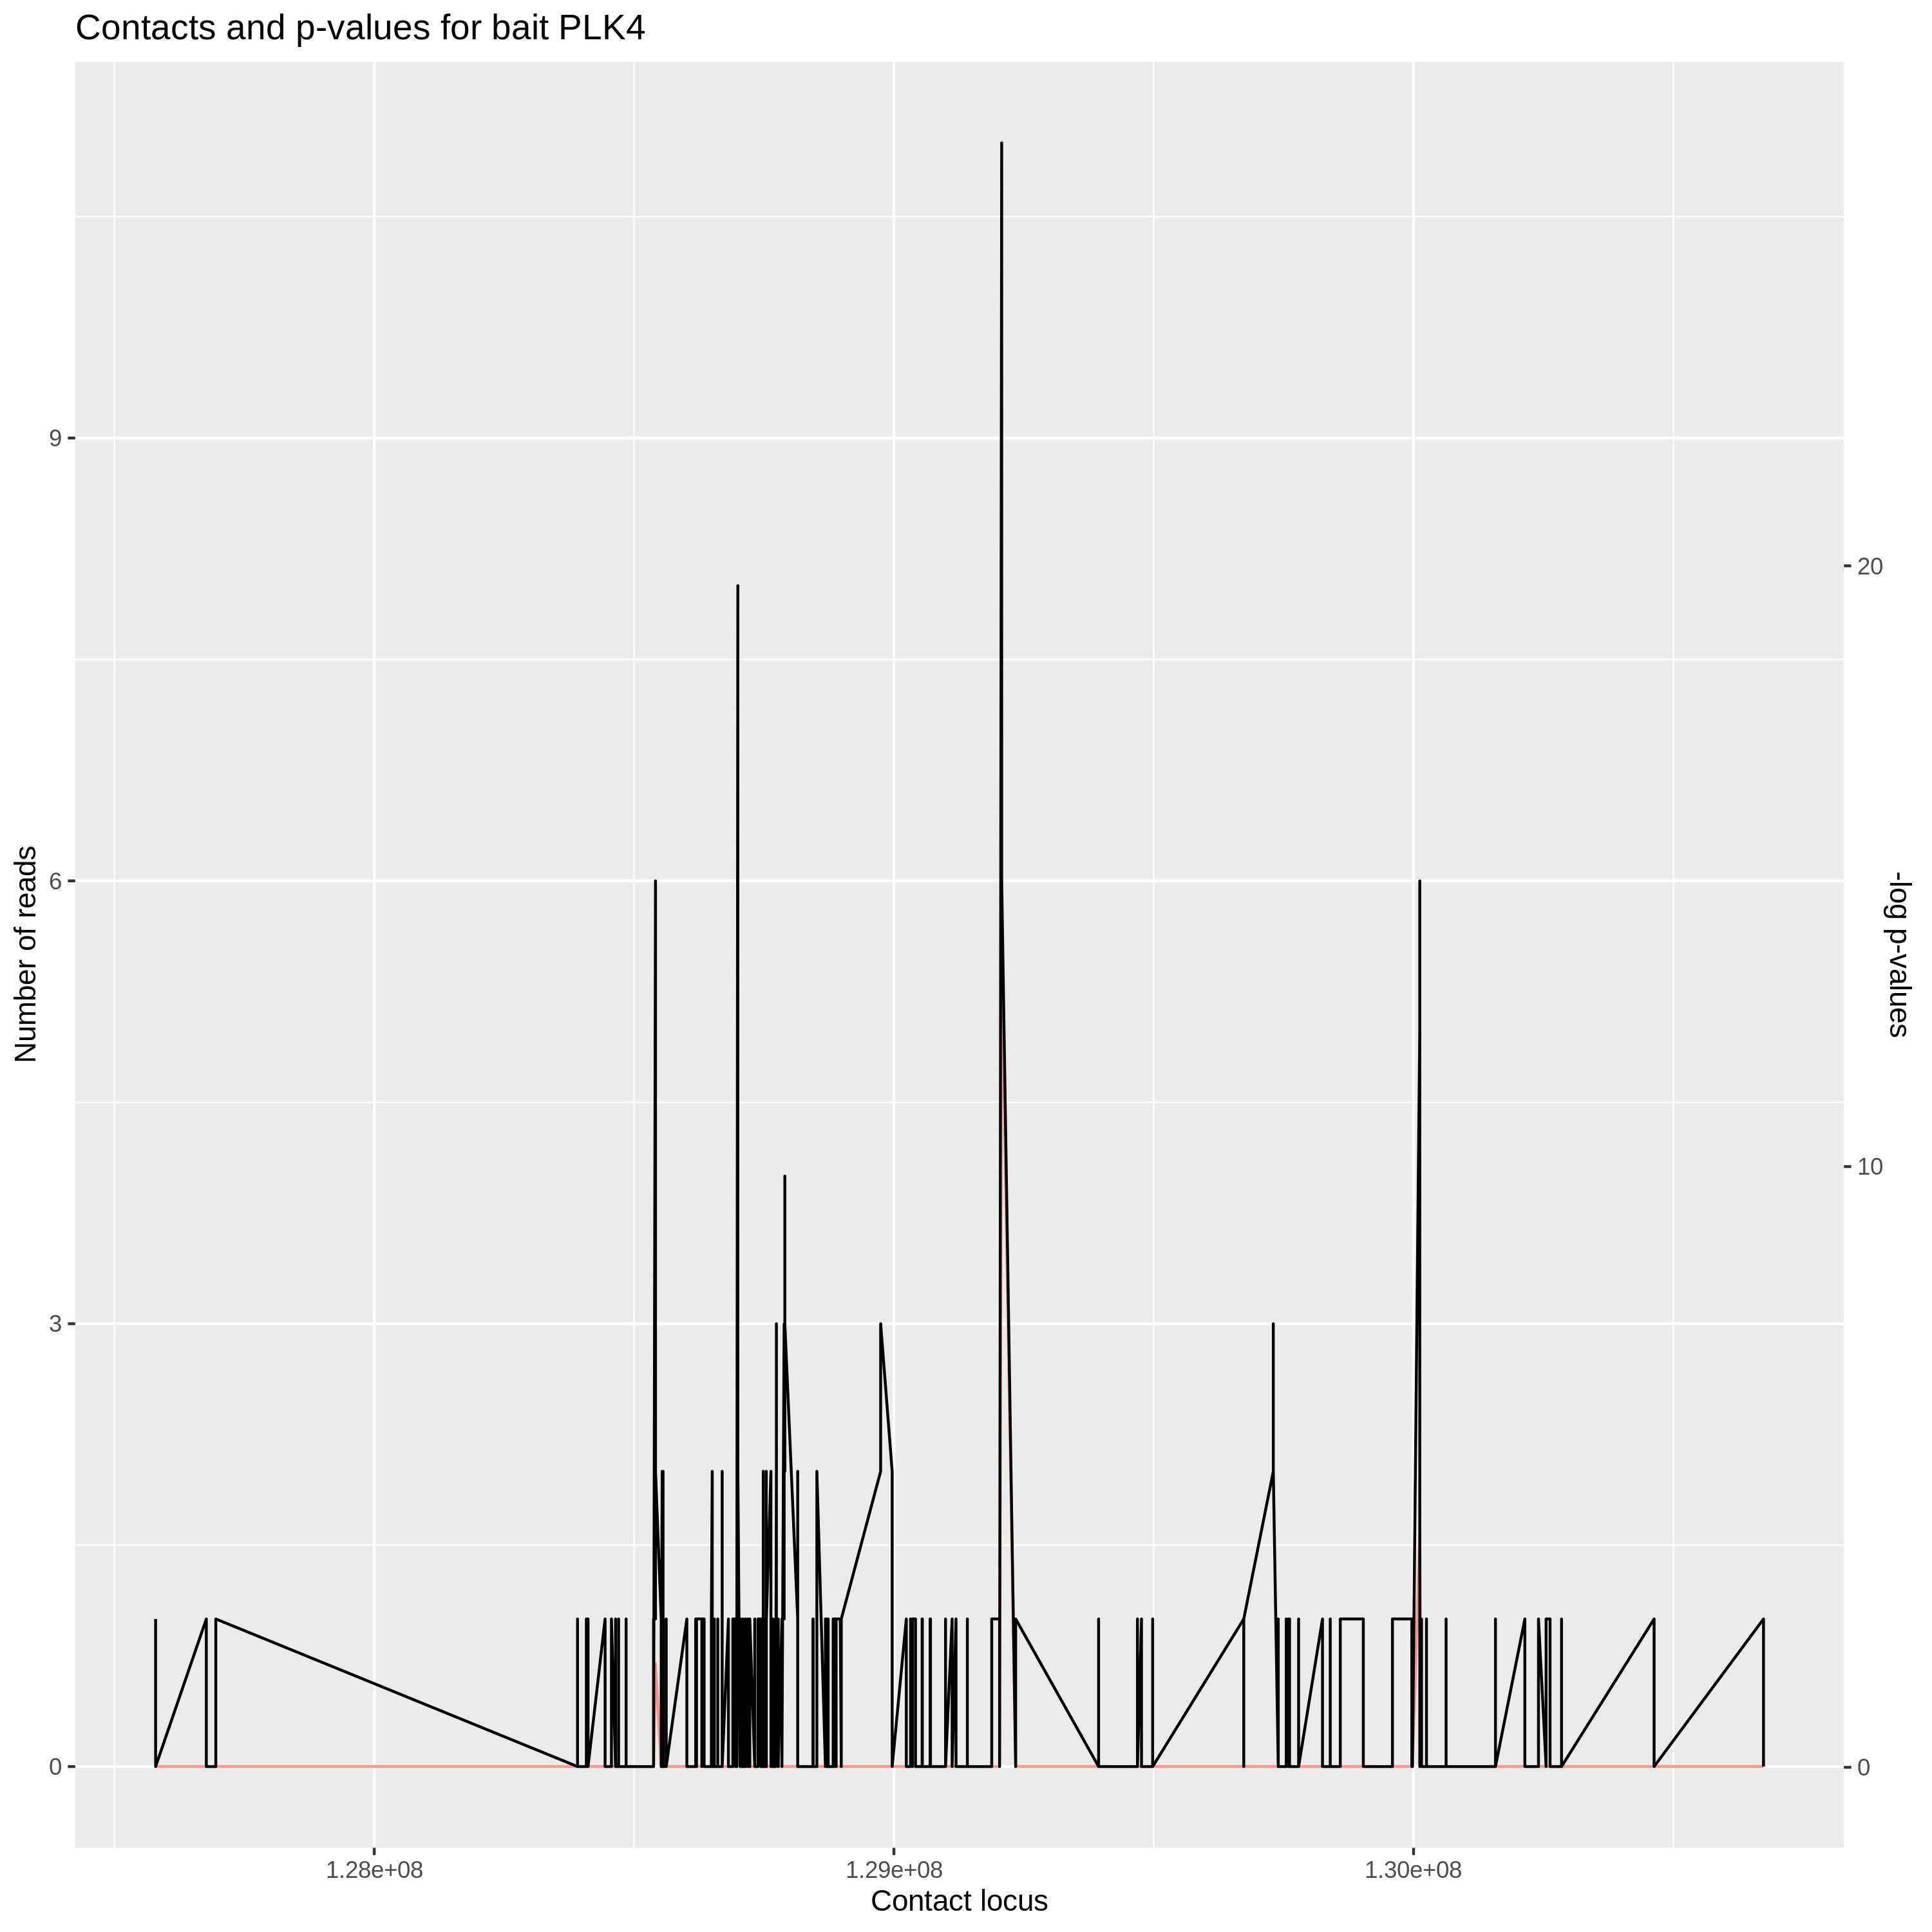 Contacts and p-values for bait PLK4
Number of reads
9
6
3
0
20
10
0
-log p-values
1.28e+08
1.29e+08
1.30e+08
Contact locus